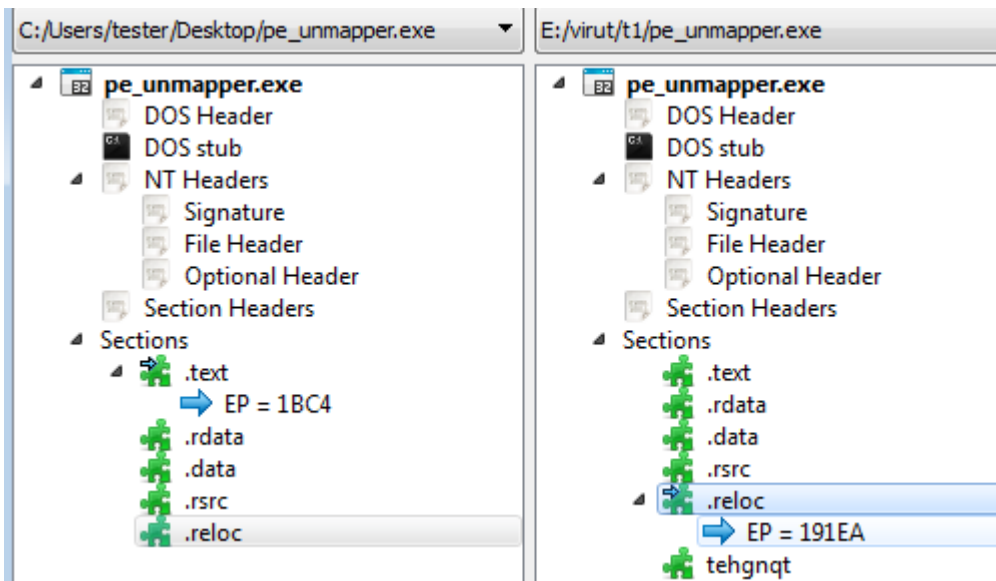 C:/Users/tester/Desktop/pe_unmapper.exe
pe_unmapper.exe
DOS Header
DOS stub
NT Headers
Signature
File Header
Optional Header
Section Headers
Sections
.text
EP = 1BC4
.rdata
.data
.rsrc
.reloc
E:/virut/t1/pe_unmapper.exe
pe_unmapper.exe
DOS Header
DOS stub
NT Headers
Signature
File Header
Optional Header
Section Headers
Sections
.text
.rdata
.data
.rsrc
.reloc
EP = 191EA
tehgnqt